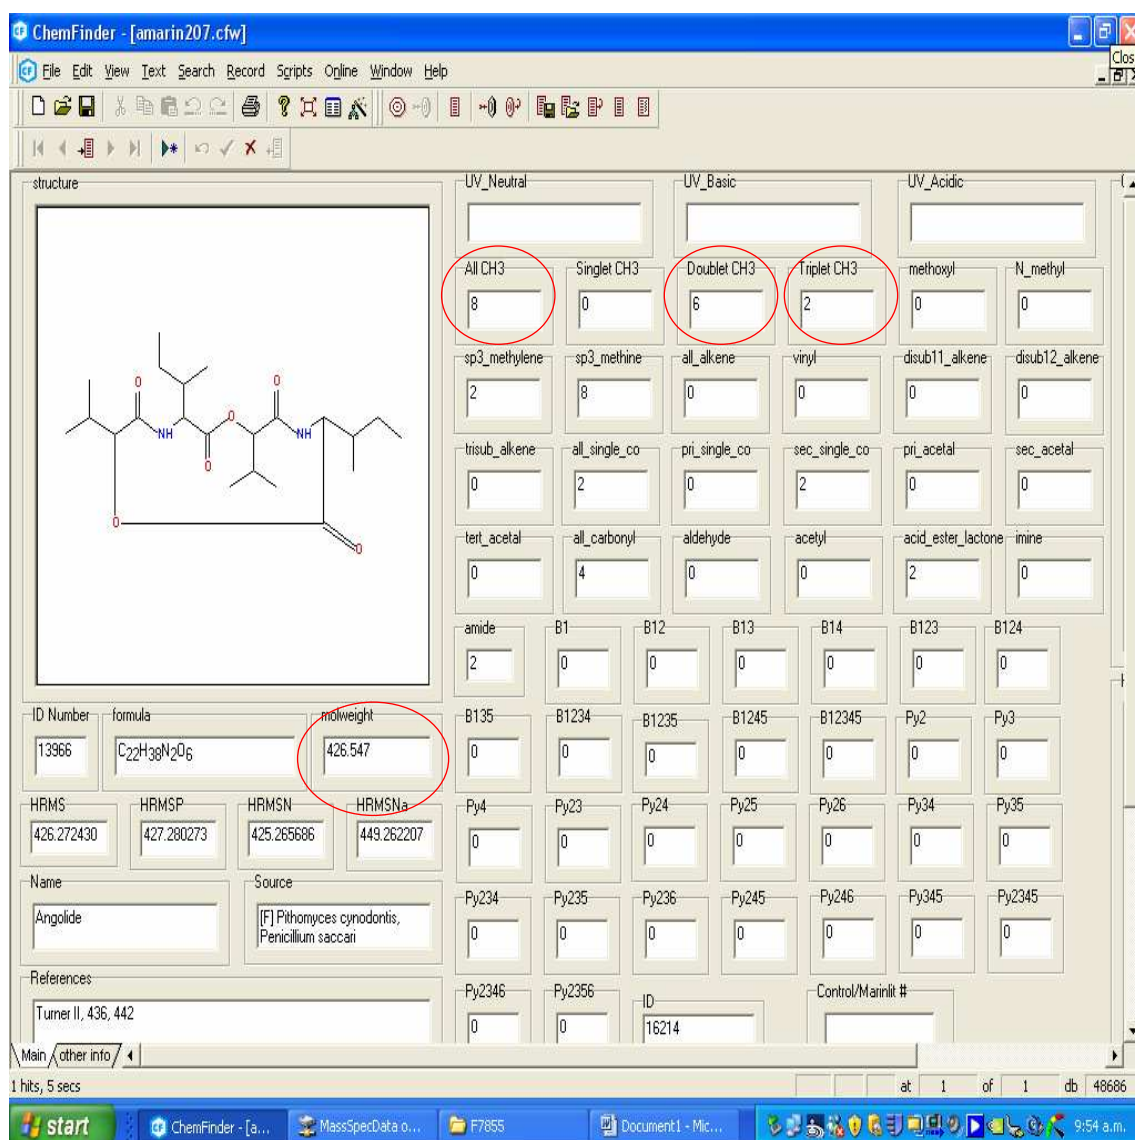 ChemFinder - [amarin207.cfw]
Clos
File Edit View Text Search Record Scripts Online Window Help
structure
UV_Neutral UV_Basic UV_Acidic
All CH3 Singlet CH3 Doublet CH3 Triplet CH3 methoxyl N_methyl
8 0 6 2 0 0
sp3_methylene sp3_methine all_alkene vinyl disub11_alkene disub12_alkene
2 8 0 0 0 0
trisub_alkene all_single_co pri_single_co sec_single_co pri_acetal sec_acetal
0 2 0 2 0 0
tert_acetal all_carbonyl aldehyde acetyl acid_ester_lactone imine
0 4 0 0 2 0
amide B1 B12 B13 B14 B123 B124
2 0 0 0 0 0 0
O O
NH O NH
O
O
O
ID Number formula molweight
13966 C22H38N2O6 426.547
B135 B1234 B1235 B1245 B12345 Py2 Py3
0 0 0 0 0 0 0
HRMS HRMSP HRMSN HRMSNa
426.272430 427.280273 425.265686 449.262207
Py4 Py23 Py24 Py25 Py26 Py34 Py35
0 0 0 0 0 0 0
Name Source
Angolide [F] Pithomyces cynodontis,
Penicillium saccari
Py234 Py235 Py236 Py245 Py246 Py345 Py2345
0 0 0 0 0 0 0
References
Turner II, 436, 442
Py2346 Py2356 ID Control/Marinlit #
0 0 16214
Main other info
1 hits, 5 secs at 1 of 1 db 48686
start ChemFinder - [a... MassSpecData o... F7855 Document1 - Mic... 9:54 a.m.